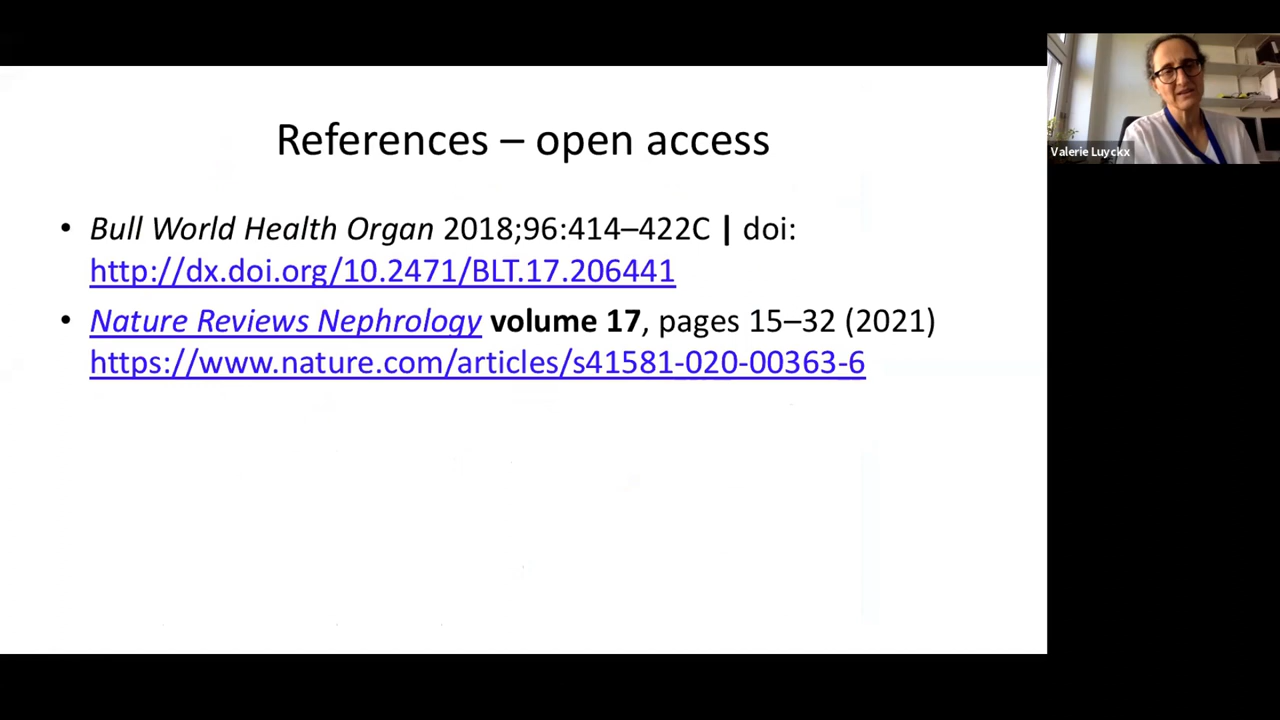 References – open access
• Bull World Health Organ 2018;96:414–422C | doi:
http://dx.doi.org/10.2471/BLT.17.206441
• Nature Reviews Nephrology volume 17, pages 15–32 (2021)
https://www.nature.com/articles/s41581-020-00363-6
Valerie Luyckx